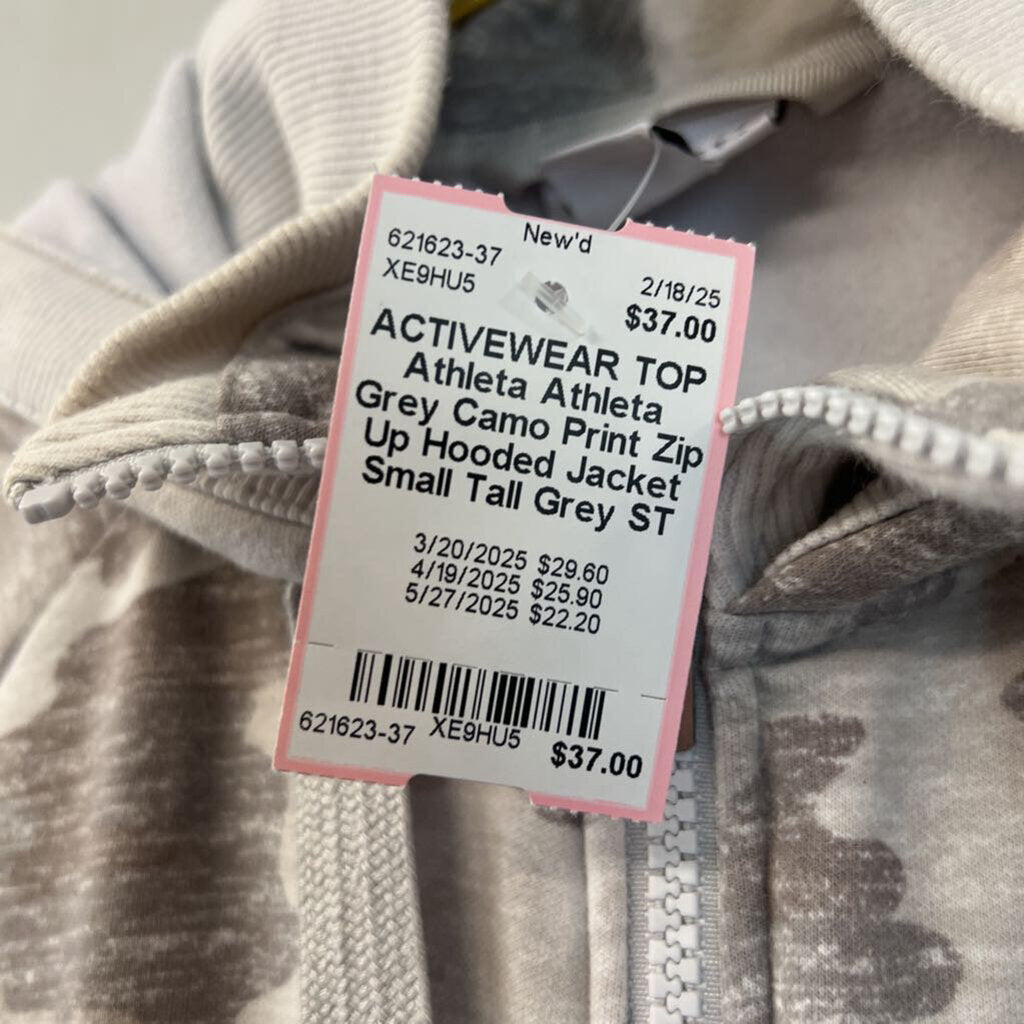 New'd
621623-37
XE9HU5
2/18/25
$37.00
ACTIVEWEAR TOP
Athleta Athleta
Grey Camo Print Zip
Up Hooded Jacket
Small Tall Grey ST
3/20/2025 $29.60
4/19/2025 $25.90
5/27/2025 $22.20
621623-37 XE9HU5 $37.00